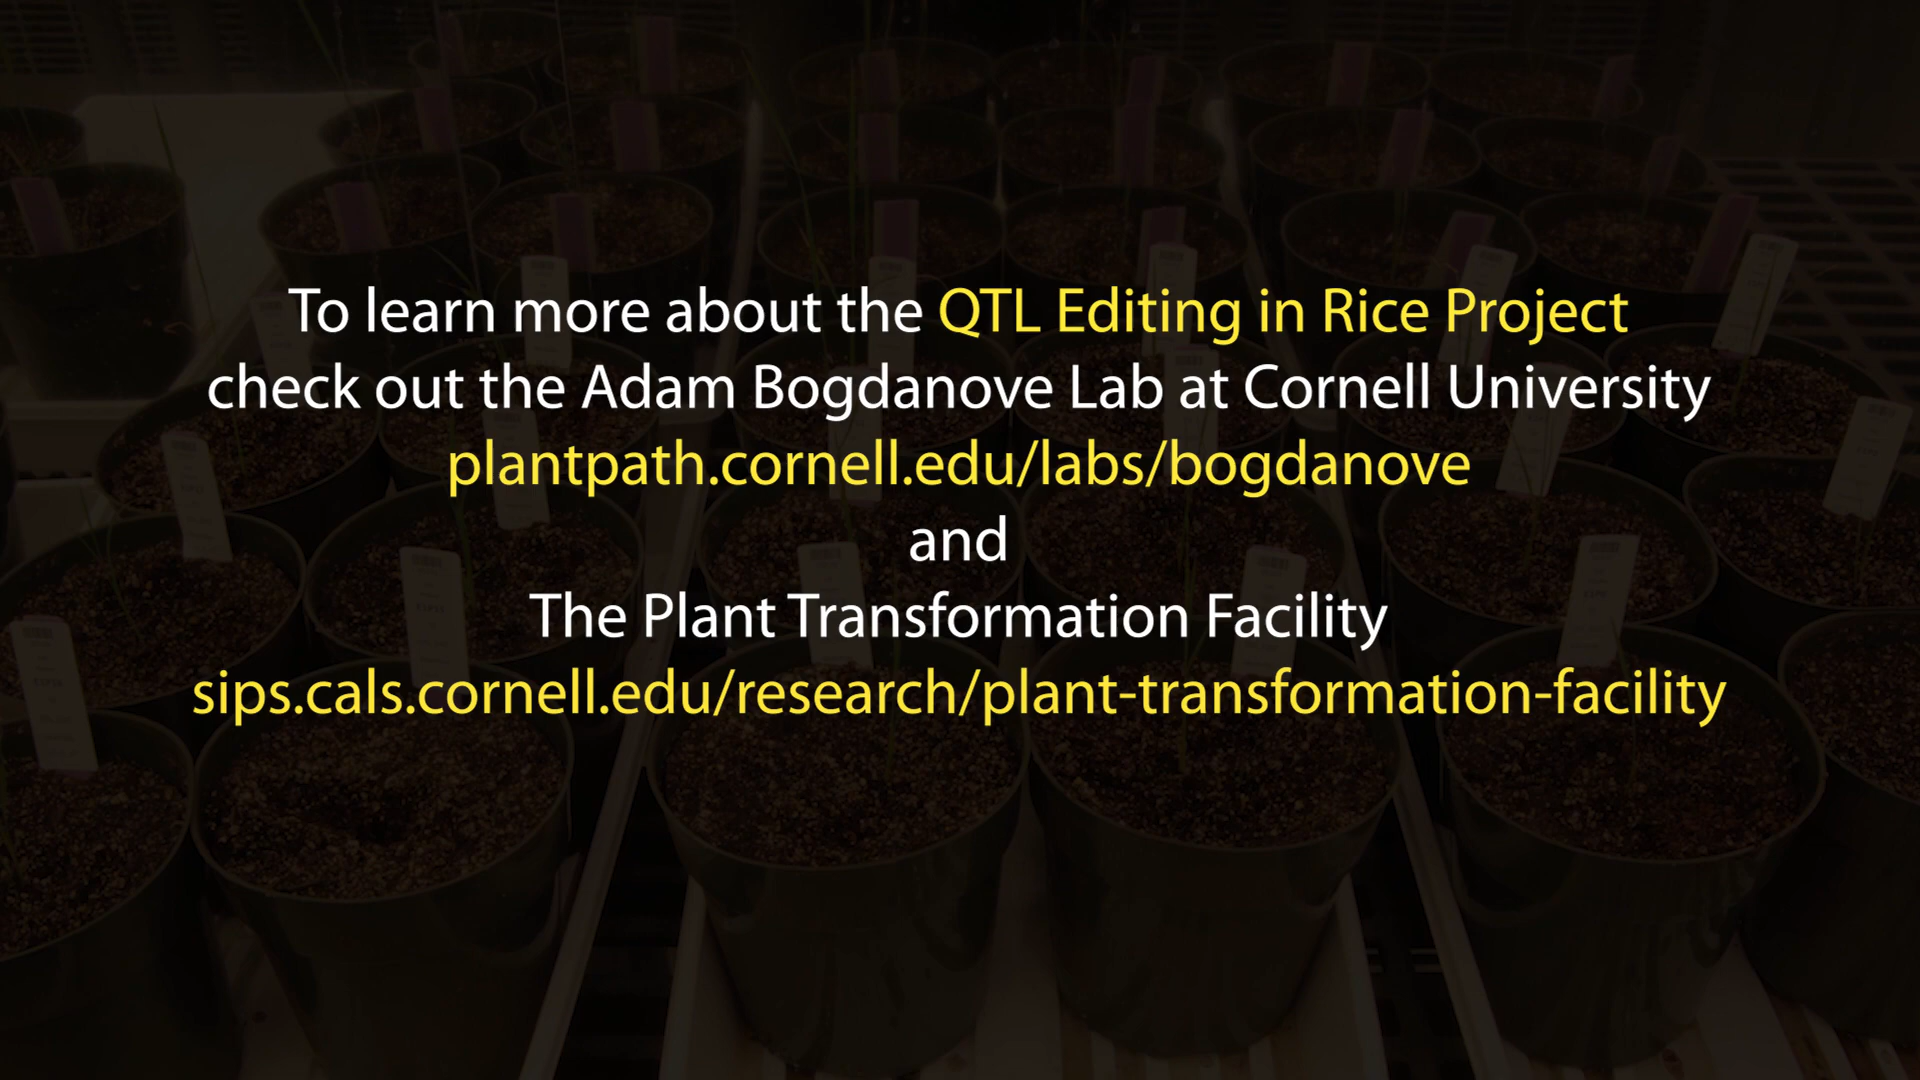 To learn more about the QTL Editing in Rice Project
check out the Adam Bogdanove Lab at Cornell University
plantpath.cornell.edu/labs/bogdanove
and
The Plant Transformation Facility
sips.cals.cornell.edu/research/plant-transformation-facility